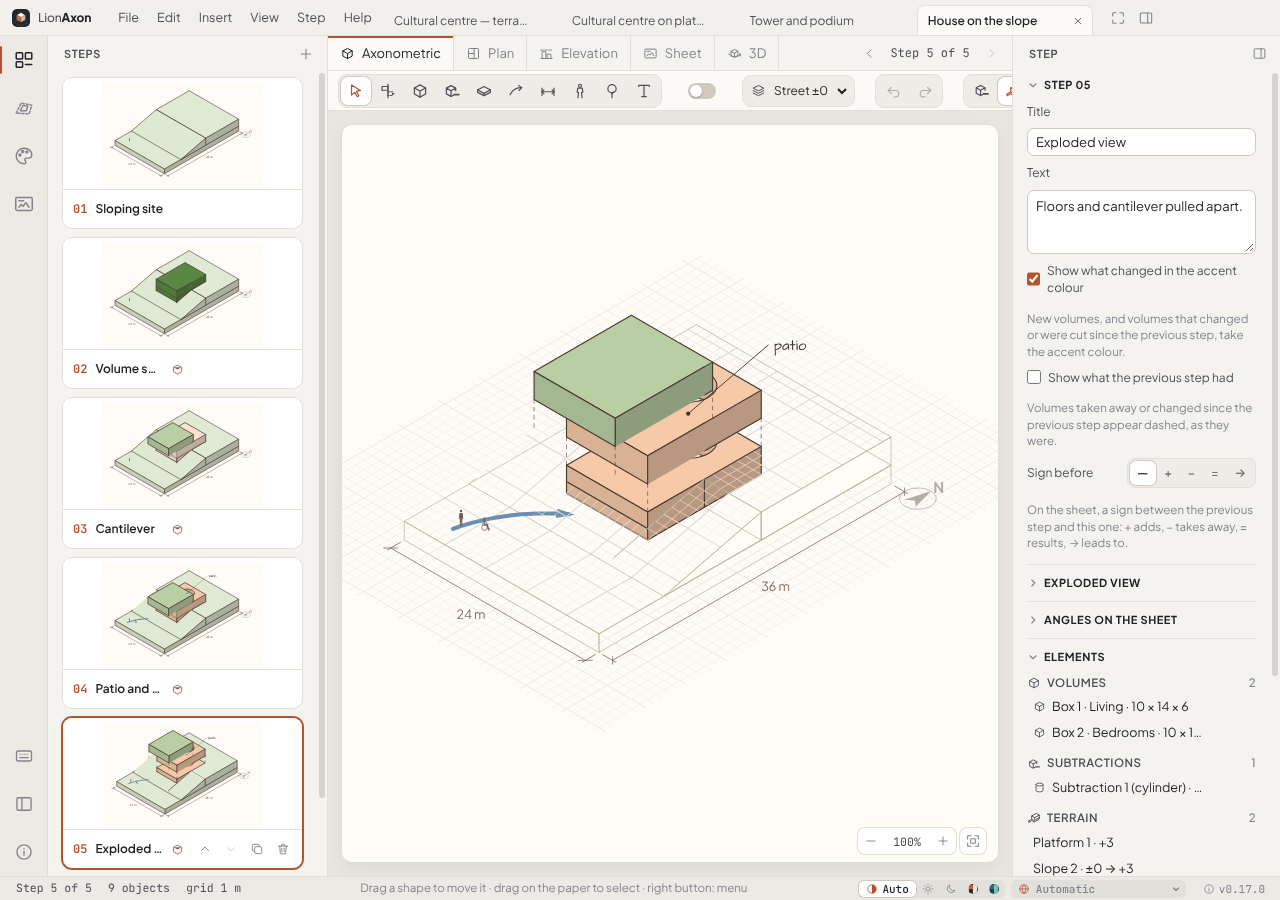 LionAxon
File
Edit
Insert
View
Step
Help
Cultural centre — terra…
Cultural centre on plat…
Tower and podium
House on the slope
STEPS
01 Sloping site
02 Volume s…
03 Cantilever
04 Patio and …
05 Exploded …
Axonometric
Plan
Elevation
Sheet
3D
Step 5 of 5
Street ±0
patio
N
24 m
36 m
100%
STEP
STEP 05
Title
Exploded view
Text
Floors and cantilever pulled apart.
Show what changed in the accent
colour
New volumes, and volumes that changed
or were cut since the previous step, take
the accent colour.
Show what the previous step had
Volumes taken away or changed since the
previous step appear dashed, as they
were.
Sign before
— + − = →
On the sheet, a sign between the previous
step and this one: + adds, − takes away, =
results, → leads to.
EXPLODED VIEW
ANGLES ON THE SHEET
ELEMENTS
VOLUMES 2
Box 1 · Living · 10 × 14 × 6
Box 2 · Bedrooms · 10 × 1…
SUBTRACTIONS 1
Subtraction 1 (cylinder) · …
TERRAIN 2
Platform 1 · +3
Slope 2 · ±0 → +3
Step 5 of 5
9 objects
grid 1 m
Drag a shape to move it · drag on the paper to select · right button: menu
Auto
Automatic
v0.17.0